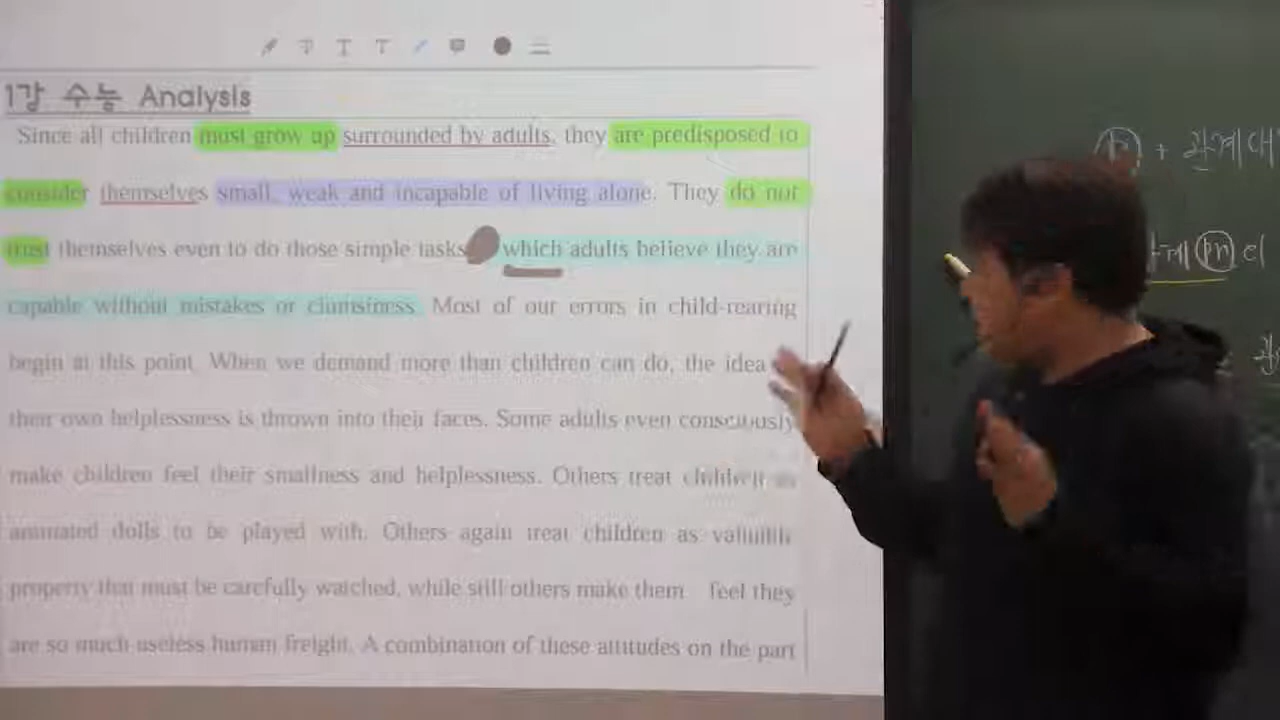 1강 수능 Analysis
Since all children must grow up surrounded by adults, they are predisposed to
consider themselves small, weak and incapable of living alone. They do not
trust themselves even to do those simple tasks which adults believe they are
capable without mistakes or clumsiness. Most of our errors in child-rearing
begin at this point. When we demand more than children can do, the idea
their own helplessness is thrown into their faces. Some adults even consciously
make children feel their smallness and helplessness. Others treat children as
animated dolls to be played with. Others again treat children as valuable
property that must be carefully watched, while still others make them feel they
are so much useless human freight. A combination of these attitudes on the part
+ 관계대